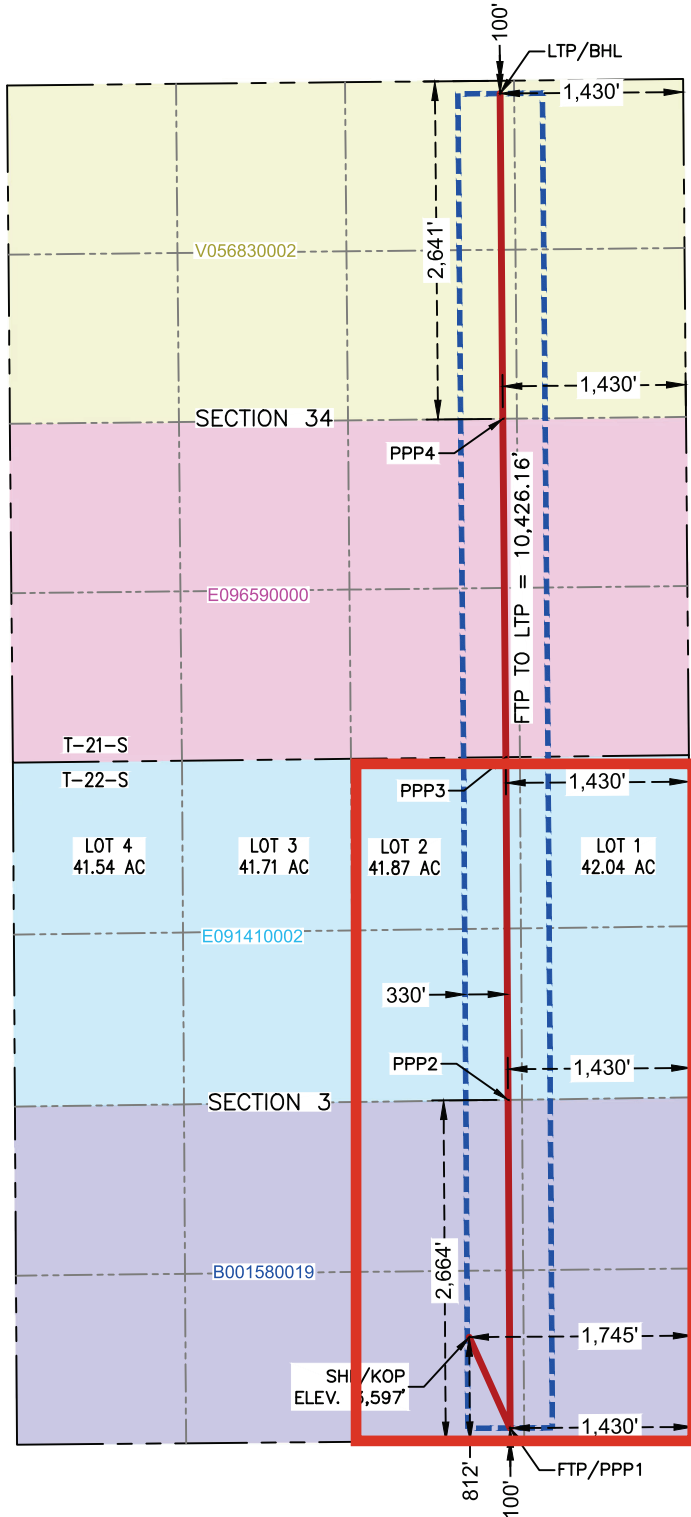 100'
LTP/BHL
1,430'
V056830002
2,641'
1,430'
SECTION 34
PPP4
FTP TO LTP = 10,426.16'
E096590000
T-21-S
T-22-S
PPP3
1,430'
LOT 4
41.54 AC
LOT 3
41.71 AC
LOT 2
41.87 AC
LOT 1
42.04 AC
E091410002
330'
PPP2
1,430'
SECTION 3
2,664'
B001580019
1,745'
/KOP
ELEV.
1,430'
FTP/PPP1
812'
100'